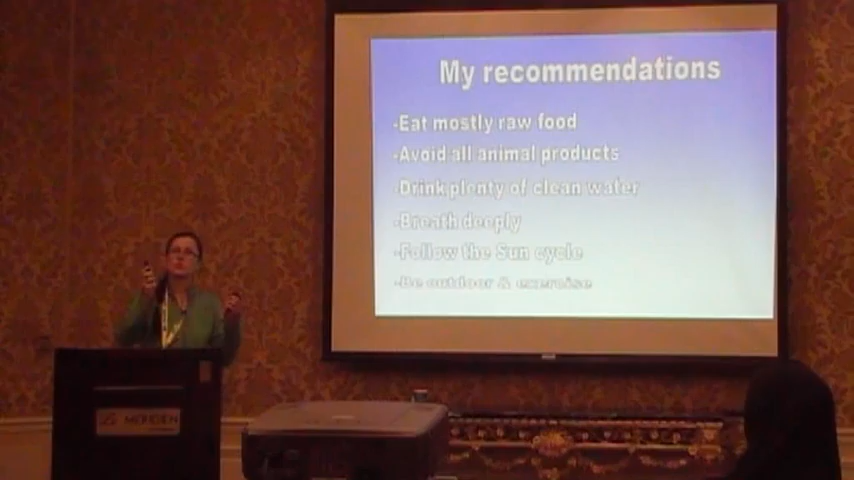 My recommendations
-Eat mostly raw food
-Avoid all animal products
-Drink plenty of clean water
-Breath deeply
-Follow the Sun cycle
-Be outdoor & exercise
MERIDIEN